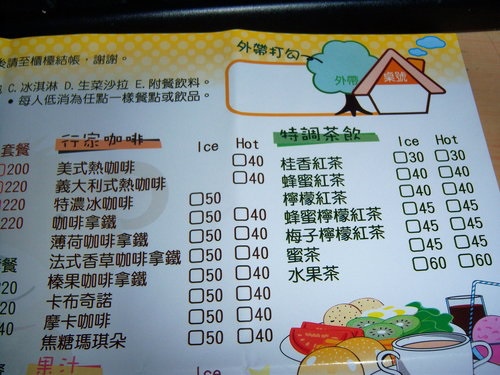 後請至櫃檯結帳，謝謝。
C.冰淇淋 D.生菜沙拉 E.附餐飲料。
• 每人低消為任點一樣餐點或飲品。
外帶打勾
外帶
桌號
套餐
□200
□220
□220
□220
行家咖啡 Ice Hot
美式熱咖啡 □40
義大利式熱咖啡 □40
特濃冰咖啡 □50
咖啡拿鐵 □50 □40
薄荷咖啡拿鐵 □50 □40
法式香草咖啡拿鐵 □50 □40
榛果咖啡拿鐵 □50 □40
卡布奇諾 □50 □40
摩卡咖啡 □50 □40
焦糖瑪琪朵 □50 □40
特調茶飲 Ice Hot
桂香紅茶 □30 □30
蜂蜜紅茶 □40 □40
檸檬紅茶 □40 □40
蜂蜜檸檬紅茶 □45 □45
梅子檸檬紅茶 □45 □45
蜜茶 □45 □45
水果茶 □60 □60
果汁 Ice